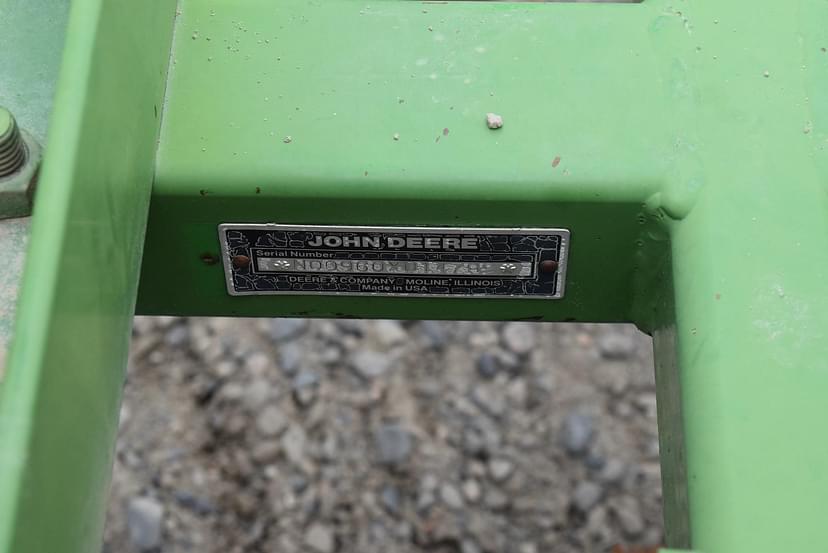 JOHN DEERE
Serial Number
DEERE & COMPANY MOLINE, ILLINOIS
Made in USA